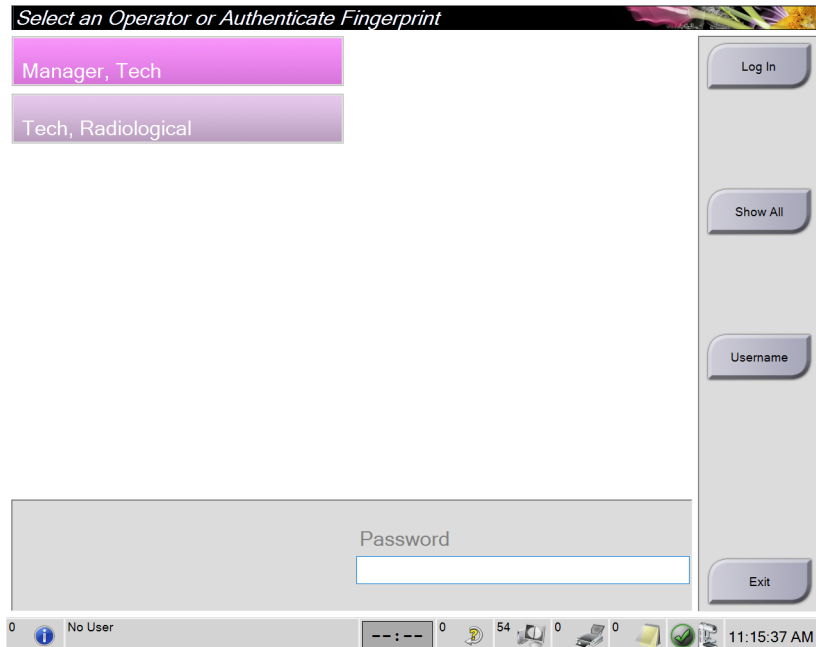 Select an Operator or Authenticate Fingerprint
Manager, Tech
Log In
Tech, Radiological
Show All
Username
Password
Exit
0 No User --:-- 0 54 0 0 11:15:37 AM